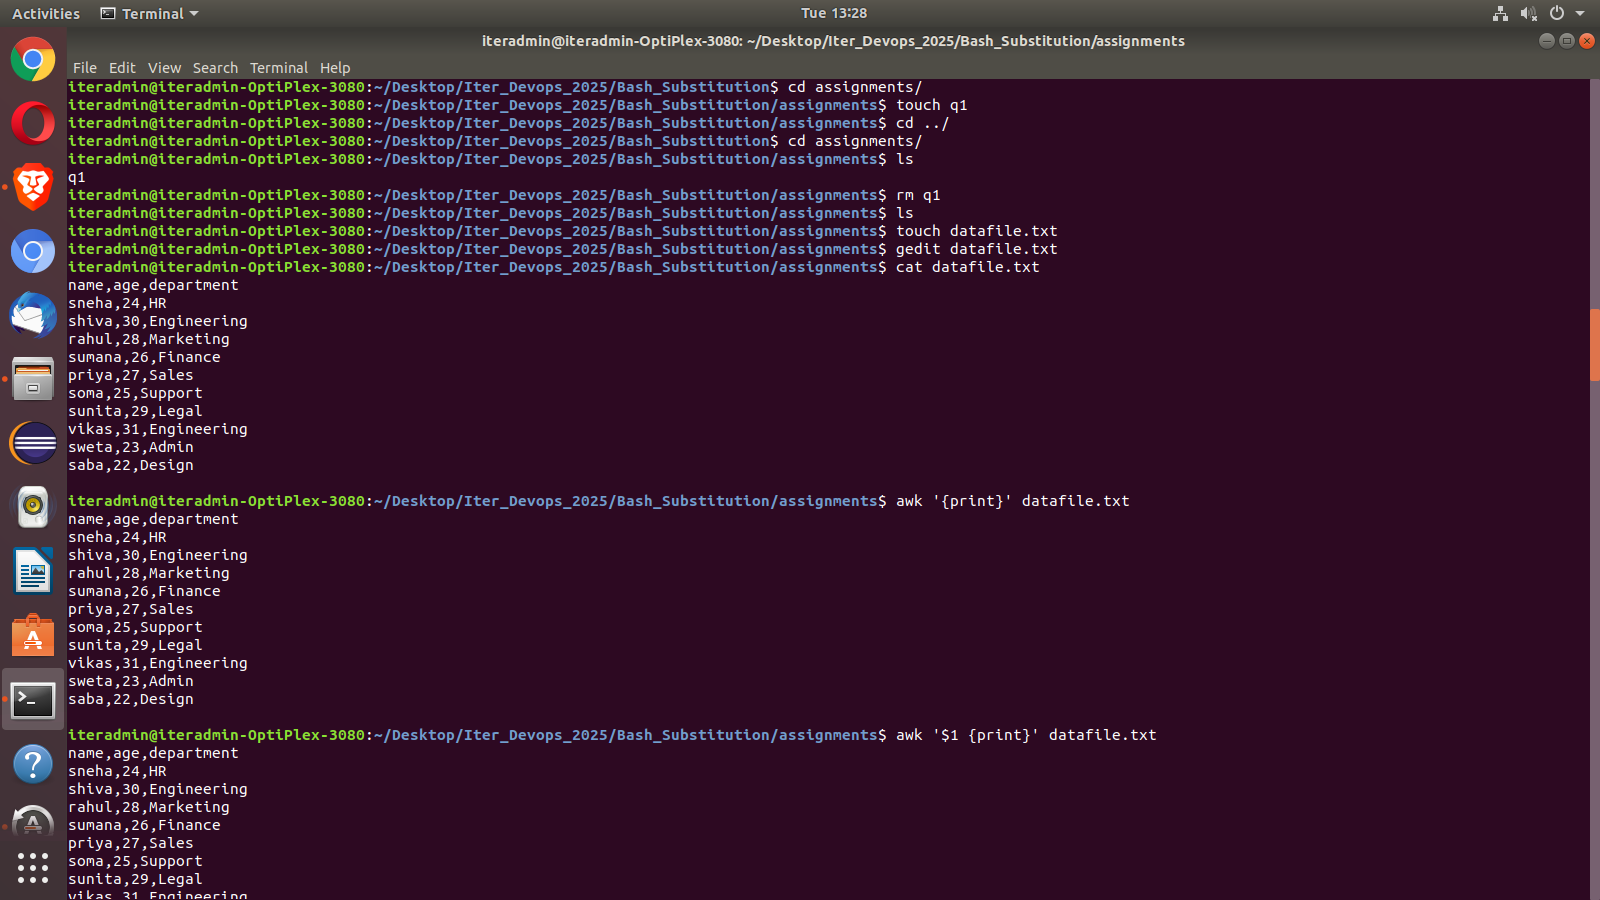 Activities Terminal Tue 13:28
iteradmin@iteradmin-OptiPlex-3080: ~/Desktop/Iter_Devops_2025/Bash_Substitution/assignments
File Edit View Search Terminal Help
iteradmin@iteradmin-OptiPlex-3080:~/Desktop/Iter_Devops_2025/Bash_Substitution$ cd assignments/
iteradmin@iteradmin-OptiPlex-3080:~/Desktop/Iter_Devops_2025/Bash_Substitution/assignments$ touch q1
iteradmin@iteradmin-OptiPlex-3080:~/Desktop/Iter_Devops_2025/Bash_Substitution/assignments$ cd ../
iteradmin@iteradmin-OptiPlex-3080:~/Desktop/Iter_Devops_2025/Bash_Substitution$ cd assignments/
iteradmin@iteradmin-OptiPlex-3080:~/Desktop/Iter_Devops_2025/Bash_Substitution/assignments$ ls
q1
iteradmin@iteradmin-OptiPlex-3080:~/Desktop/Iter_Devops_2025/Bash_Substitution/assignments$ rm q1
iteradmin@iteradmin-OptiPlex-3080:~/Desktop/Iter_Devops_2025/Bash_Substitution/assignments$ ls
iteradmin@iteradmin-OptiPlex-3080:~/Desktop/Iter_Devops_2025/Bash_Substitution/assignments$ touch datafile.txt
iteradmin@iteradmin-OptiPlex-3080:~/Desktop/Iter_Devops_2025/Bash_Substitution/assignments$ gedit datafile.txt
iteradmin@iteradmin-OptiPlex-3080:~/Desktop/Iter_Devops_2025/Bash_Substitution/assignments$ cat datafile.txt
name,age,department
sneha,24,HR
shiva,30,Engineering
rahul,28,Marketing
sumana,26,Finance
priya,27,Sales
soma,25,Support
sunita,29,Legal
vikas,31,Engineering
sweta,23,Admin
saba,22,Design
iteradmin@iteradmin-OptiPlex-3080:~/Desktop/Iter_Devops_2025/Bash_Substitution/assignments$ awk '{print}' datafile.txt
name,age,department
sneha,24,HR
shiva,30,Engineering
rahul,28,Marketing
sumana,26,Finance
priya,27,Sales
soma,25,Support
sunita,29,Legal
vikas,31,Engineering
sweta,23,Admin
saba,22,Design
iteradmin@iteradmin-OptiPlex-3080:~/Desktop/Iter_Devops_2025/Bash_Substitution/assignments$ awk '$1 {print}' datafile.txt
name,age,department
sneha,24,HR
shiva,30,Engineering
rahul,28,Marketing
sumana,26,Finance
priya,27,Sales
soma,25,Support
sunita,29,Legal
vikas,31,Engineering